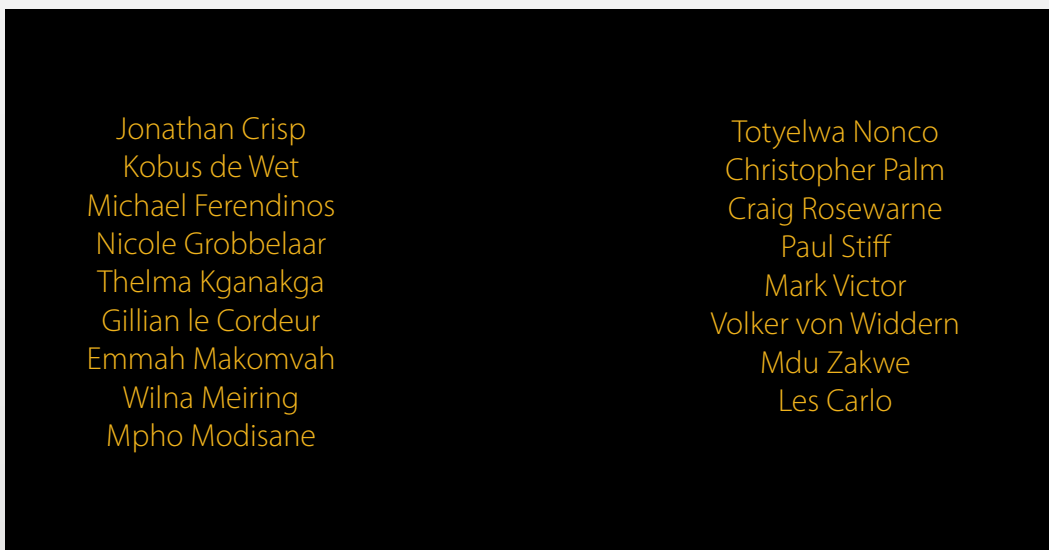 Jonathan Crisp
Kobus de Wet
Michael Ferendinos
Nicole Grobbelaar
Thelma Kganakga
Gillian le Cordeur
Emmah Makomvah
Wilna Meiring
Mpho Modisane
Totyelwa Nonco
Christopher Palm
Craig Rosewarne
Paul Stiff
Mark Victor
Volker von Widdern
Mdu Zakwe
Les Carlo